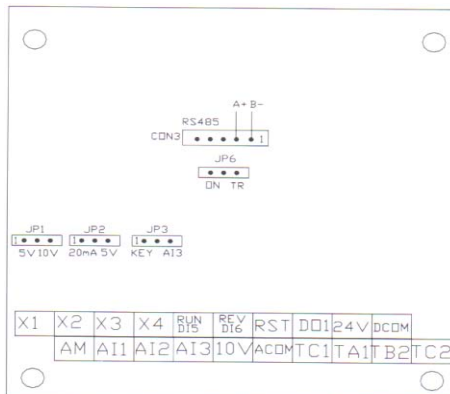 A+ B-
RS485
CON3 1
JP6
ON TR
JP1 JP2 JP3
1 1 1
5V 10V 20mA 5V KEY AI3
X1 X2 X3 X4 RUN DI5 REV DI6 RST DO1 24V DCOM
AM AI1 AI2 AI3 10V ACOM TC1 TA1 TB2 TC2